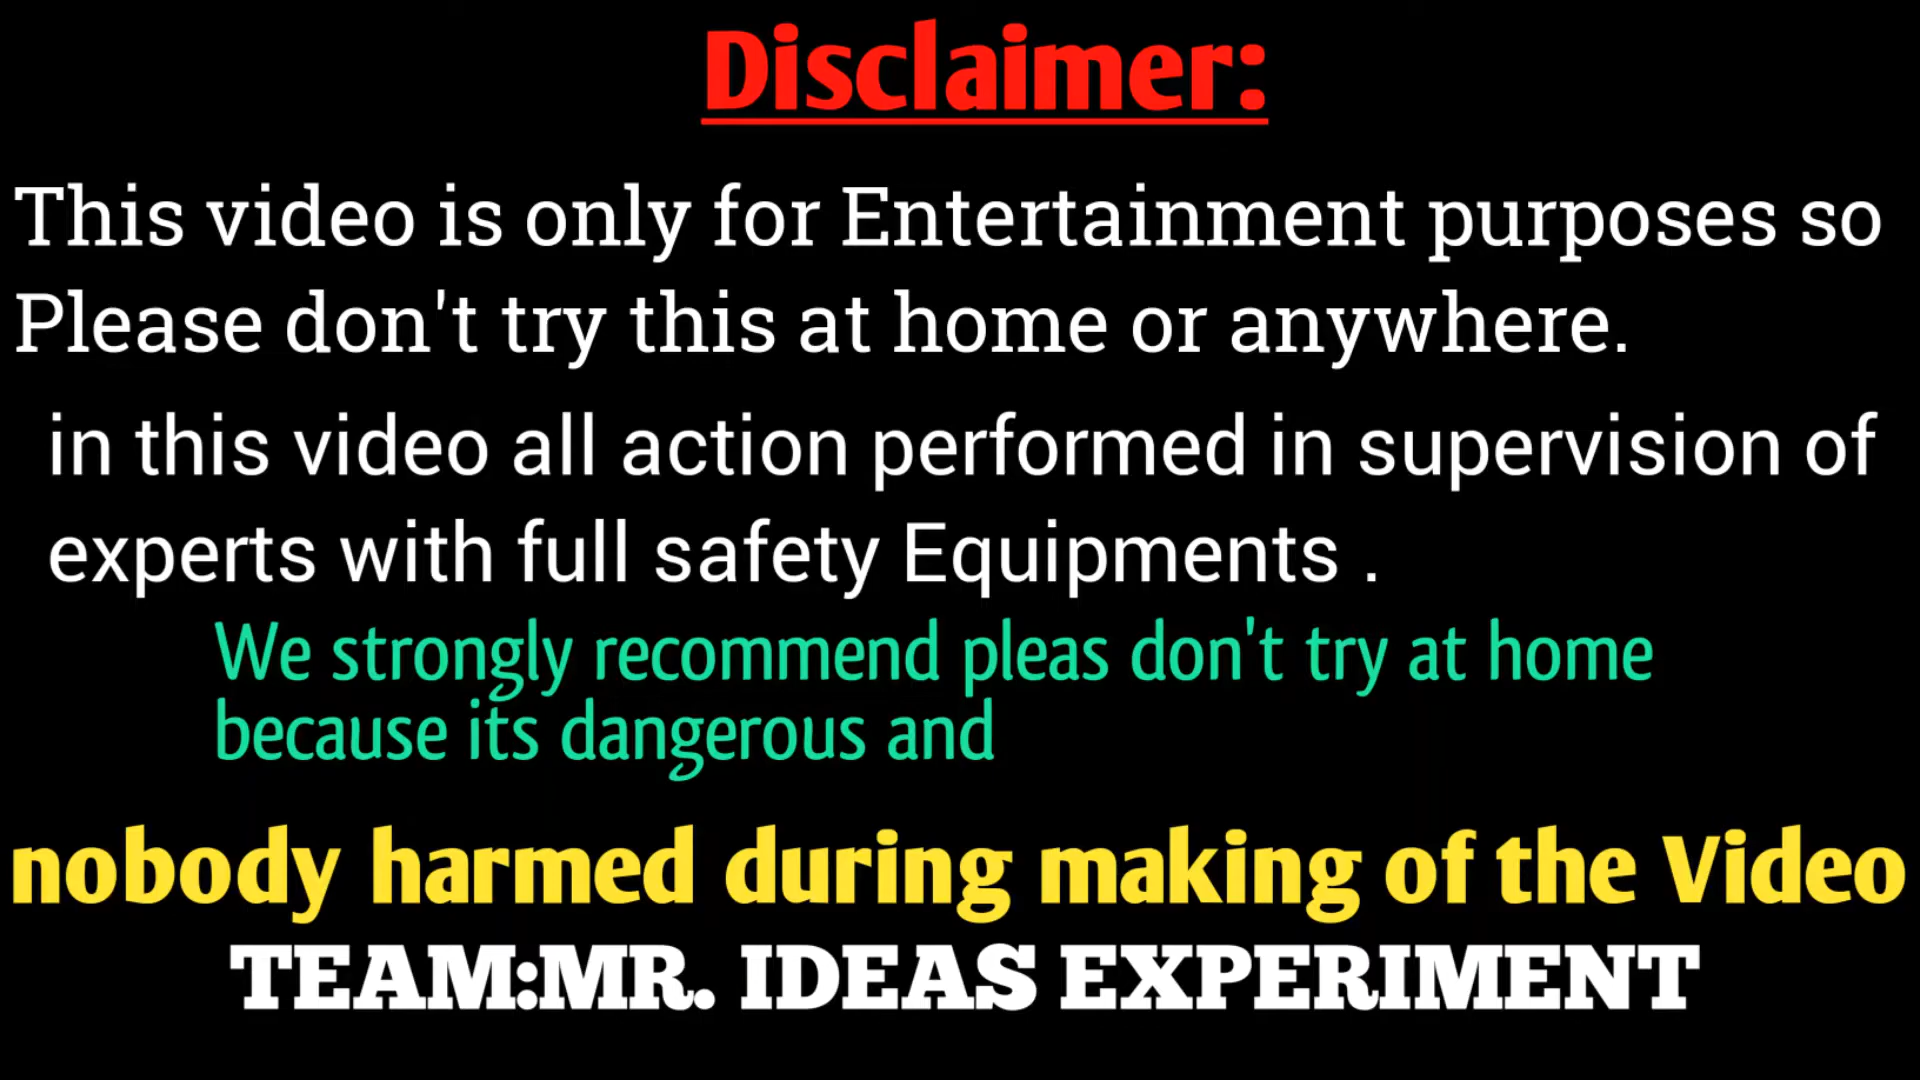 Disclaimer:
This video is only for Entertainment purposes so
Please don't try this at home or anywhere.
in this video all action performed in supervision of
experts with full safety Equipments .
We strongly recommend pleas don't try at home
because its dangerous and
nobody harmed during making of the Video
TEAM:MR. IDEAS EXPERIMENT